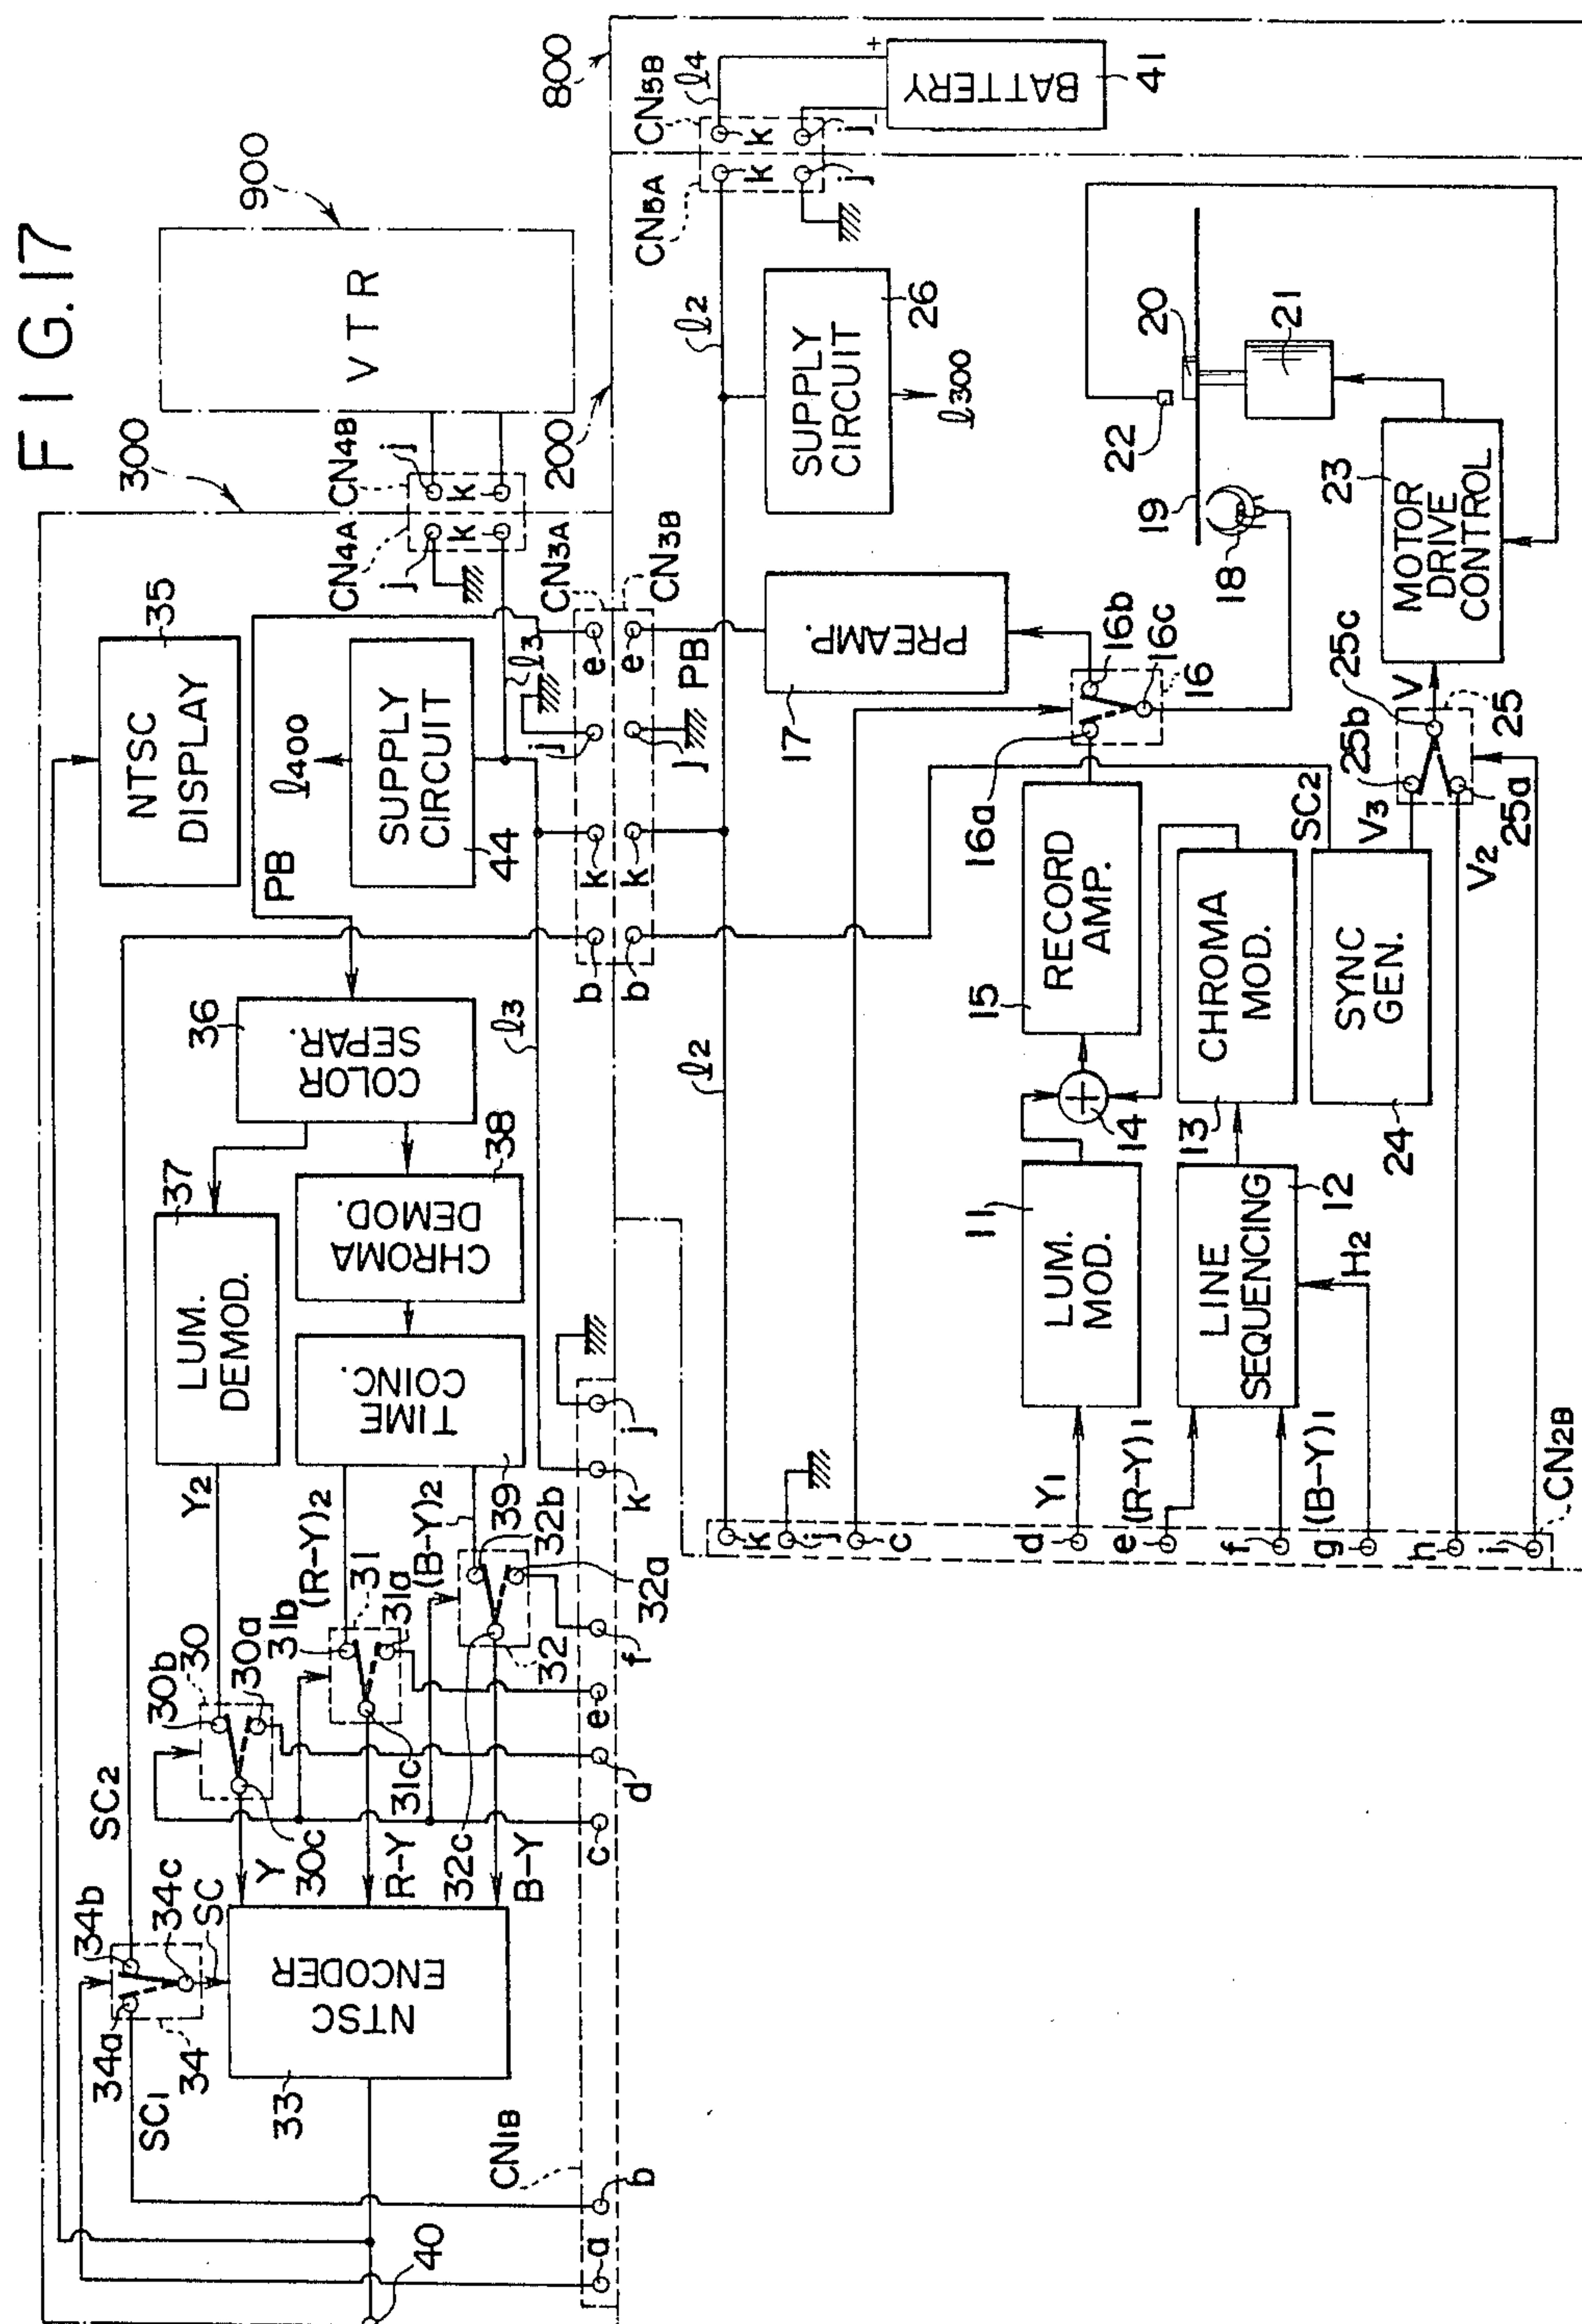 FIG. 17
300
900
VTR
CN4A
CN4B
j
j
k
k
200
800
35
NTSC
DISPLAY
PB
l400
SUPPLY
CIRCUIT
44
l3
CN3A
CN3B
e
e
j
j
k
k
b
b
PB
36
COLOR
SEPAR.
37
LUM.
DEMOD.
38
CHROMA
DEMOD.
TIME
COINC.
39
l3
Y2
(R-Y)2
(B-Y)2
30b
30
30a
30c
31b
31
31a
31c
32b
32a
32c
32
SC2
34b
34c
34a
34
SC
SC1
Y
R-Y
B-Y
NTSC
ENCODER
33
40
CN1B
a
b
c
d
e
f
k
j
CN5A
CN5B
k
k
j
j
l4
+
-
BATTERY
41
l2
SUPPLY
CIRCUIT
26
l300
l2
PREAMP.
17
16b
16c
16
16a
18
19
20
21
22
MOTOR
DRIVE
CONTROL
23
V
25c
25b
25
25a
V3
V2
SC2
RECORD
AMP.
15
14
CHROMA
MOD.
13
SYNC
GEN.
24
LUM.
MOD.
11
LINE
SEQUENCING
12
H2
Y1
(R-Y)1
(B-Y)1
k
j
c
d
e
f
g
h
i
CN2B